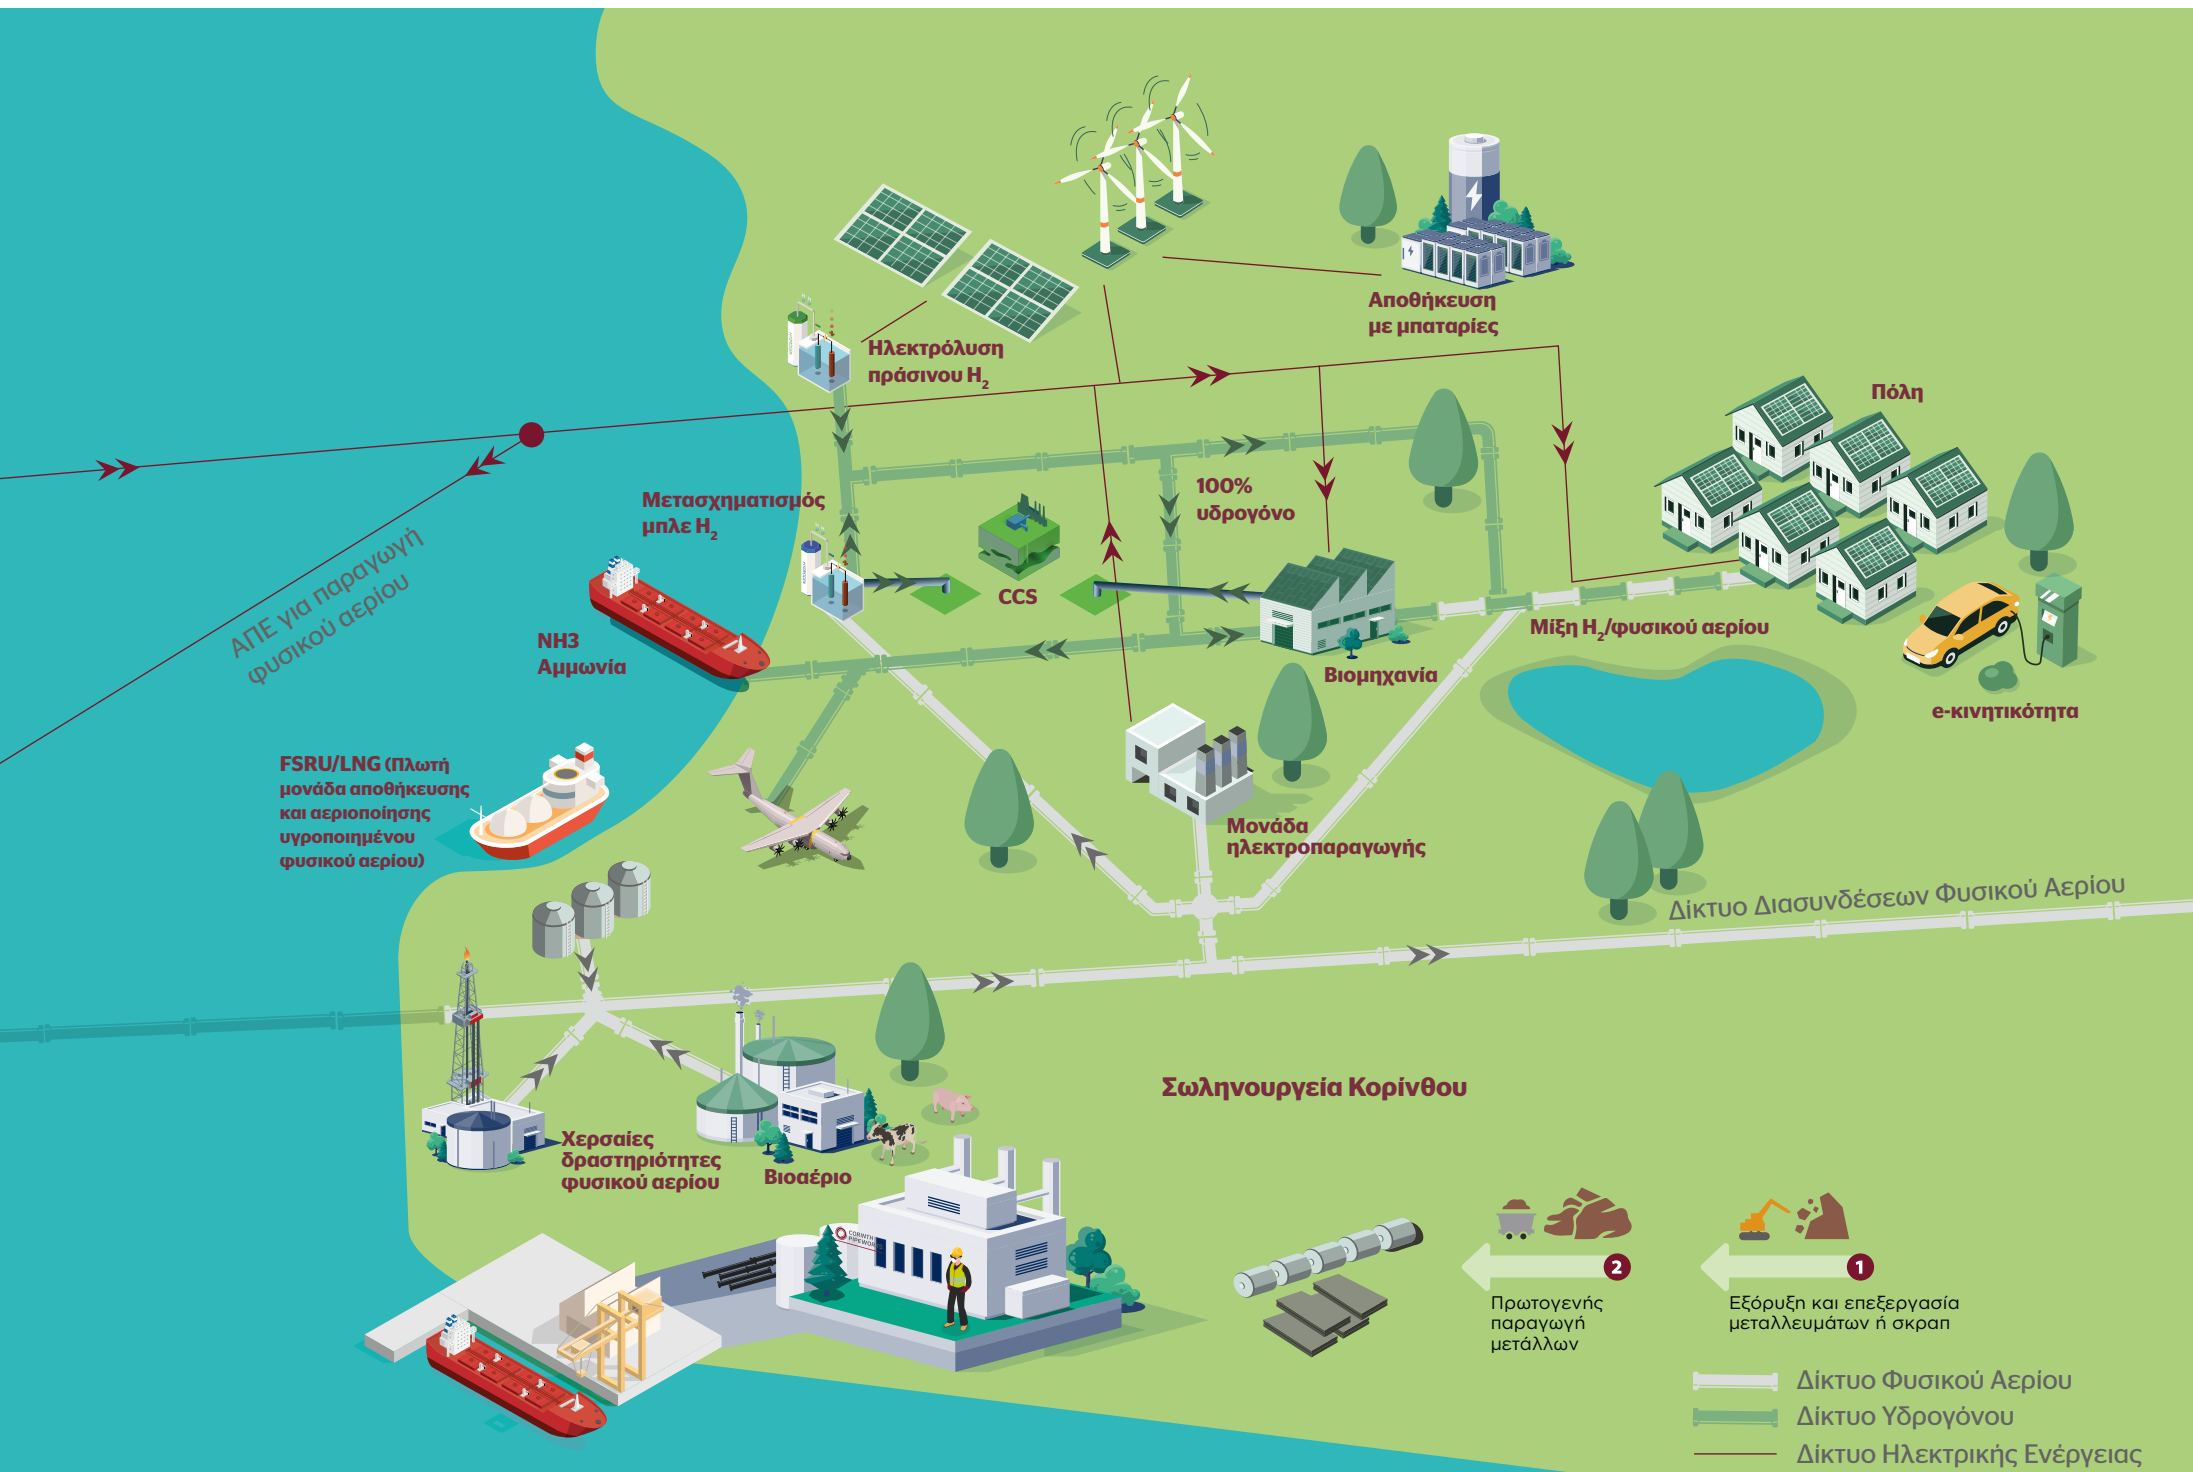 Αποθήκευση
με μπαταρίες
Ηλεκτρόλυση
πράσινου H₂
Πόλη
Μετασχηματισμός
μπλε H₂
100%
υδρογόνο
ΑΠΕ για παραγωγή
φυσικού αερίου
CCS
NH3
Αμμωνία
Μίξη H₂/φυσικού αερίου
Βιομηχανία
e-κινητικότητα
FSRU/LNG (Πλωτή
μονάδα αποθήκευσης
και αεριοποίησης
υγροποιημένου
φυσικού αερίου)
Μονάδα
ηλεκτροπαραγωγής
Δίκτυο Διασυνδέσεων Φυσικού Αερίου
Σωληνουργεία Κορίνθου
Χερσαίες
δραστηριότητες
φυσικού αερίου
Βιοαέριο
CORINTH
PIPEWORKS
2
1
Πρωτογενής
παραγωγή
μετάλλων
Εξόρυξη και επεξεργασία
μεταλλευμάτων ή σκραπ
Δίκτυο Φυσικού Αερίου
Δίκτυο Υδρογόνου
Δίκτυο Ηλεκτρικής Ενέργειας